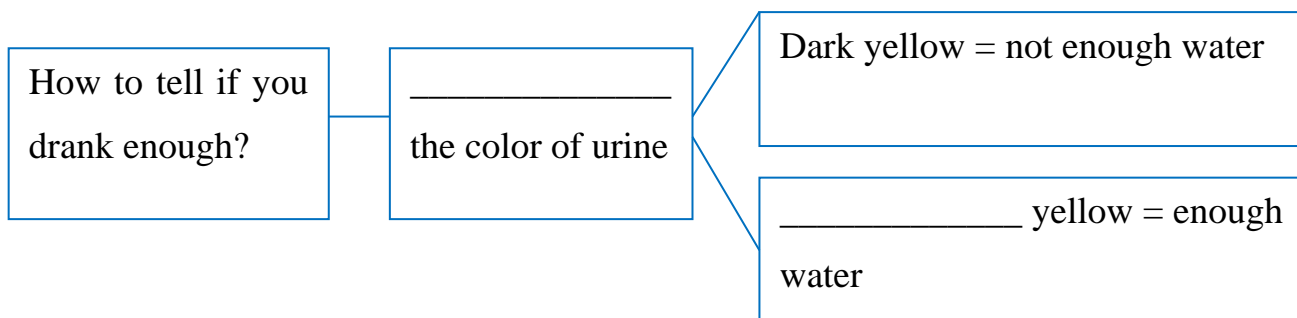 How to tell if you
drank enough?
______________
the color of urine
Dark yellow = not enough water
_____________ yellow = enough
water